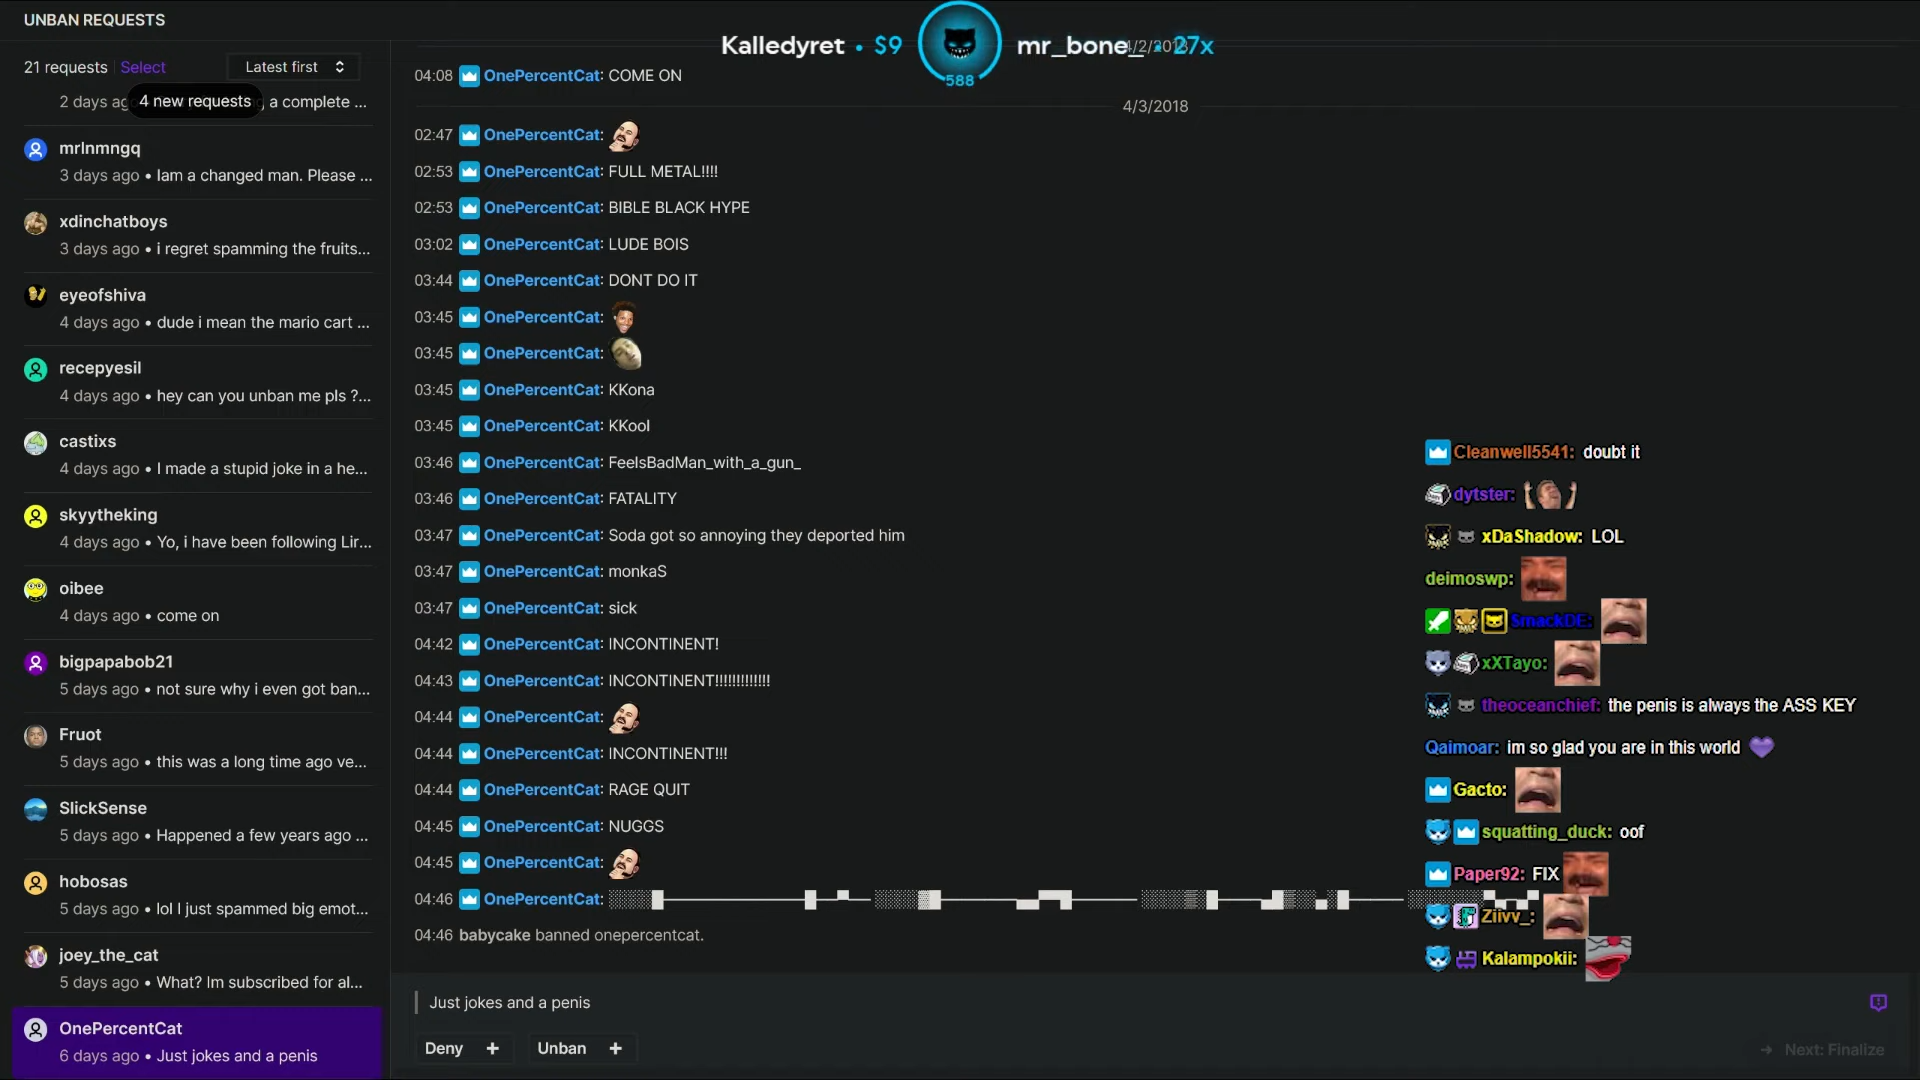 UNBAN REQUESTS
21 requests Select Latest first
2 days ago 4 new requests , a complete ...
mrlnmngq
3 days ago • Iam a changed man. Please ...
xdinchatboys
3 days ago • i regret spamming the fruits...
eyeofshiva
4 days ago • dude i mean the mario cart ...
recepyesil
4 days ago • hey can you unban me pls ?...
castixs
4 days ago • I made a stupid joke in a he...
skyytheking
4 days ago • Yo, i have been following Lir...
oibee
4 days ago • come on
bigpapabob21
5 days ago • not sure why i even got ban...
Fruot
5 days ago • this was a long time ago ve...
SlickSense
5 days ago • Happened a few years ago ...
hobosas
5 days ago • lol I just spammed big emot...
joey_the_cat
5 days ago • What? Im subscribed for al...
OnePercentCat
6 days ago • Just jokes and a penis
Kalledyret • $9
588
mr_bone_ • 27x
4/2/2018
04:08 OnePercentCat: COME ON
4/3/2018
02:47 OnePercentCat:
02:53 OnePercentCat: FULL METAL!!!!
02:53 OnePercentCat: BIBLE BLACK HYPE
03:02 OnePercentCat: LUDE BOIS
03:44 OnePercentCat: DONT DO IT
03:45 OnePercentCat:
03:45 OnePercentCat:
03:45 OnePercentCat: KKona
03:45 OnePercentCat: KKool
03:46 OnePercentCat: FeelsBadMan_with_a_gun_
03:46 OnePercentCat: FATALITY
03:47 OnePercentCat: Soda got so annoying they deported him
03:47 OnePercentCat: monkaS
03:47 OnePercentCat: sick
04:42 OnePercentCat: INCONTINENT!
04:43 OnePercentCat: INCONTINENT!!!!!!!!!!!!!
04:44 OnePercentCat:
04:44 OnePercentCat: INCONTINENT!!!
04:44 OnePercentCat: RAGE QUIT
04:45 OnePercentCat: NUGGS
04:45 OnePercentCat:
04:46 OnePercentCat:
04:46 babycake banned onepercentcat.
Just jokes and a penis
Deny + Unban +
Next: Finalize
Cleanwell5541: doubt it
dytster:
xDaShadow: LOL
deimoswp:
SmackDE:
xXTayo:
theoceanchief: the penis is always the ASS KEY
Qaimoar: im so glad you are in this world
Gacto:
squatting_duck: oof
Paper92: FIX
Ziivv_:
Kalampokii: